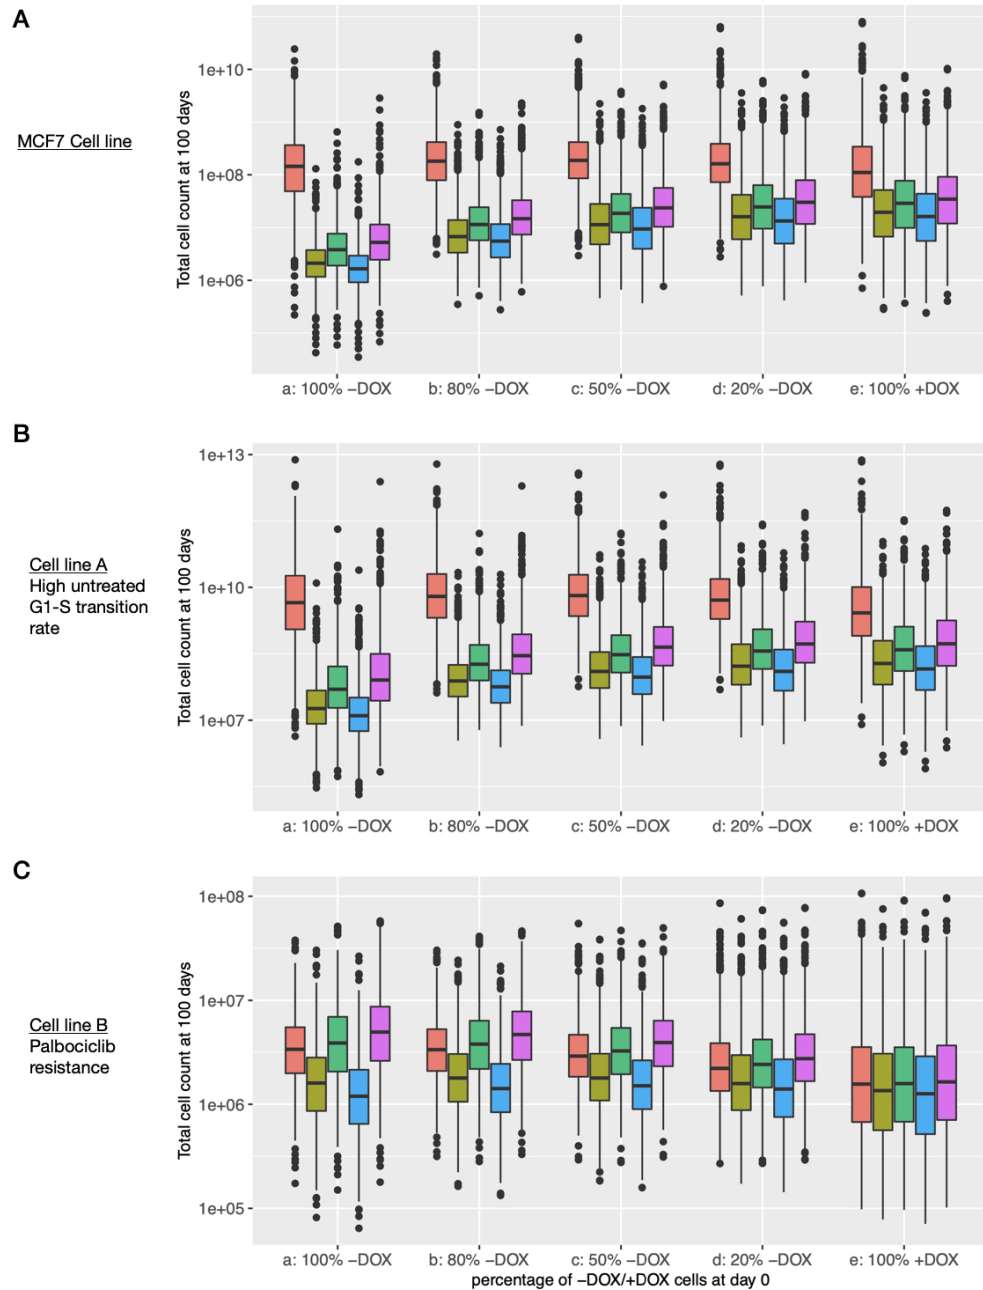 A
MCF7 Cell line
Total cell count at 100 days
1e+10
1e+08
1e+06
a: 100% −DOX
b: 80% −DOX
c: 50% −DOX
d: 20% −DOX
e: 100% +DOX
B
Cell line A
High untreated
G1-S transition
rate
Total cell count at 100 days
1e+13
1e+10
1e+07
a: 100% −DOX
b: 80% −DOX
c: 50% −DOX
d: 20% −DOX
e: 100% +DOX
C
Cell line B
Palbociclib
resistance
Total cell count at 100 days
1e+08
1e+07
1e+06
1e+05
a: 100% −DOX
b: 80% −DOX
c: 50% −DOX
d: 20% −DOX
e: 100% +DOX
percentage of −DOX/+DOX cells at day 0